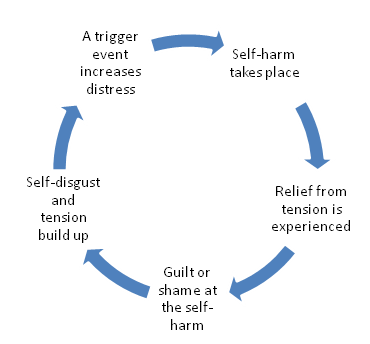 A trigger
event
increases
distress
Self-harm
takes place
Relief from
tension is
experienced
Guilt or
shame at
the self-
harm
Self-disgust
and
tension
build up